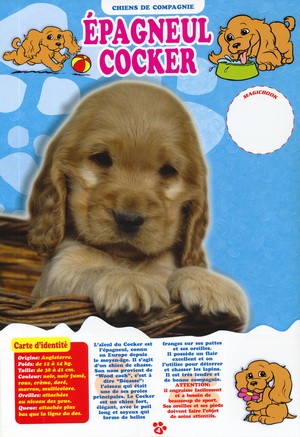 CHIENS DE COMPAGNIE
ÉPAGNEUL
COCKER
MAGICBOOK
Carte d'identité
Origine: Angleterre.
Poids: de 12 à 14 kg.
Taille: de 38 à 41 cm.
Couleur: noir, noir fumé,
roux, crème, doré,
marron, multicolore.
Oreilles: attachées
au niveau des yeux.
Queue: attachée plus
bas que la ligne du dos.
L'aïeul du Cocker est
l'épagneul, connu
en Europe depuis
le moyen-âge. Il s'agit
d'un chien de chasse.
Son nom provient de
"Wood cock", c'est à
dire "Bécasse":
l'oiseau qui était
une de ses proies
principales. Le Cocker
est un chien fort,
élégant, avec le poil
long et soyeux qui
forme de belles
franges sur ses pattes
et ses oreilles.
Il possède un flair
excellent et on
l'utilise pour déterrer
et chasser les lapins.
Il est très docile et
de bonne compagnie.
ATTENTION:
il engraisse facilement
et a besoin de
beaucoup de sport.
Ses oreilles et ses pieds
doivent faire l'objet
de soins attentifs.